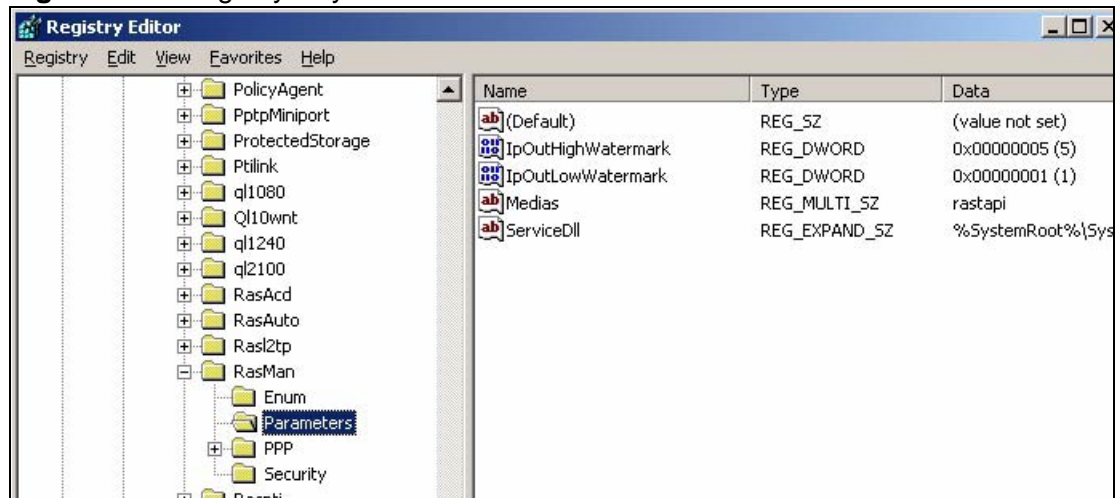 Registry Editor
Registry Edit View Favorites Help
PolicyAgent
PptpMiniport
ProtectedStorage
Ptilink
ql1080
Ql10wnt
ql1240
ql2100
RasAcd
RasAuto
Rasl2tp
RasMan
Enum
Parameters
PPP
Security
Name Type Data
(Default) REG_SZ (value not set)
IpOutHighWatermark REG_DWORD 0x00000005 (5)
IpOutLowWatermark REG_DWORD 0x00000001 (1)
Medias REG_MULTI_SZ rastapi
ServiceDll REG_EXPAND_SZ %SystemRoot%\Sys